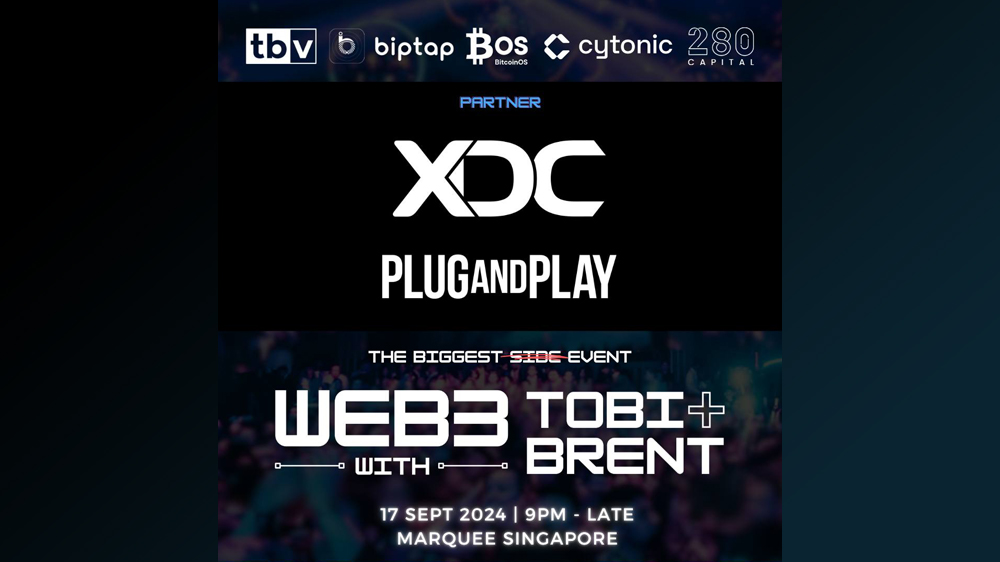 tbv b biptap BOS BitcoinOS cytonic 280 CAPITAL
PARTNER
XDC
PLUGANDPLAY
THE BIGGEST SIDE EVENT
WEB3 WITH TOBI+ BRENT
17 SEPT 2024 | 9PM - LATE
MARQUEE SINGAPORE